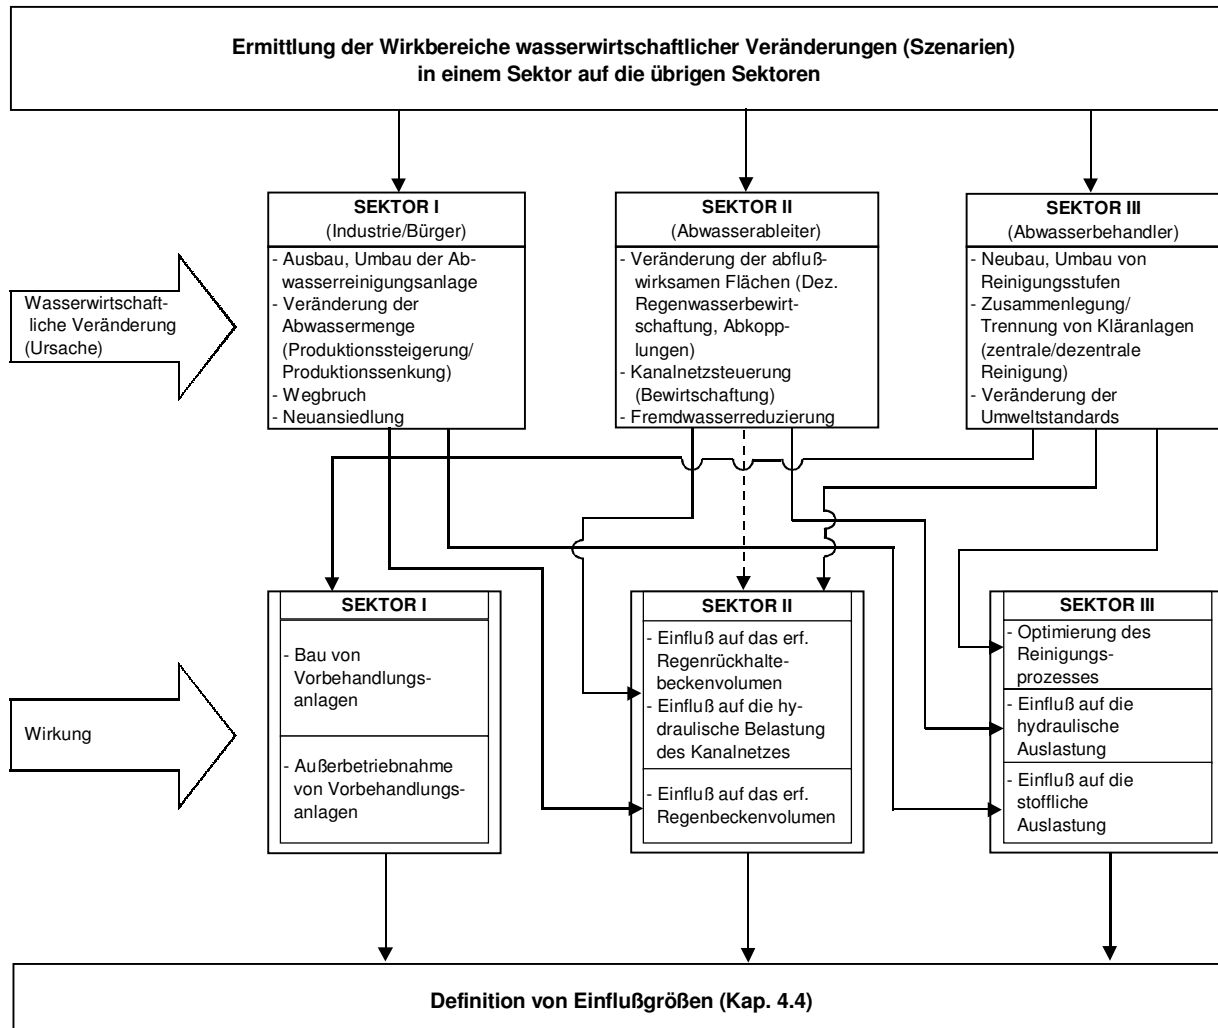 Ermittlung der Wirkbereiche wasserwirtschaftlicher Veränderungen (Szenarien)
in einem Sektor auf die übrigen Sektoren
SEKTOR I
(Industrie/Bürger)
- Ausbau, Umbau der Ab-
wasserreinigungsanlage
- Veränderung der
Abwassermenge
(Produktionssteigerung/
Produktionssenkung)
- Wegbruch
- Neuansiedlung
SEKTOR II
(Abwasserableiter)
- Veränderung der abfluß-
wirksamen Flächen (Dez.
Regenwasserbewirt-
schaftung, Abkopp-
lungen)
- Kanalnetzsteuerung
(Bewirtschaftung)
- Fremdwasserreduzierung
SEKTOR III
(Abwasserbehandler)
- Neubau, Umbau von
Reinigungsstufen
- Zusammenlegung/
Trennung von Kläranlagen
(zentrale/dezentrale
Reinigung)
- Veränderung der
Umweltstandards
Wasserwirtschaft-
liche Veränderung
(Ursache)
SEKTOR I
- Bau von
Vorbehandlungs-
anlagen
- Außerbetriebnahme
von Vorbehandlungs-
anlagen
SEKTOR II
- Einfluß auf das erf.
Regenrückhalte-
beckenvolumen
- Einfluß auf die hy-
draulische Belastung
des Kanalnetzes
- Einfluß auf das erf.
Regenbeckenvolumen
SEKTOR III
- Optimierung des
Reinigungs-
prozesses
- Einfluß auf die
hydraulische
Auslastung
- Einfluß auf die
stoffliche
Auslastung
Wirkung
Definition von Einflußgrößen (Kap. 4.4)